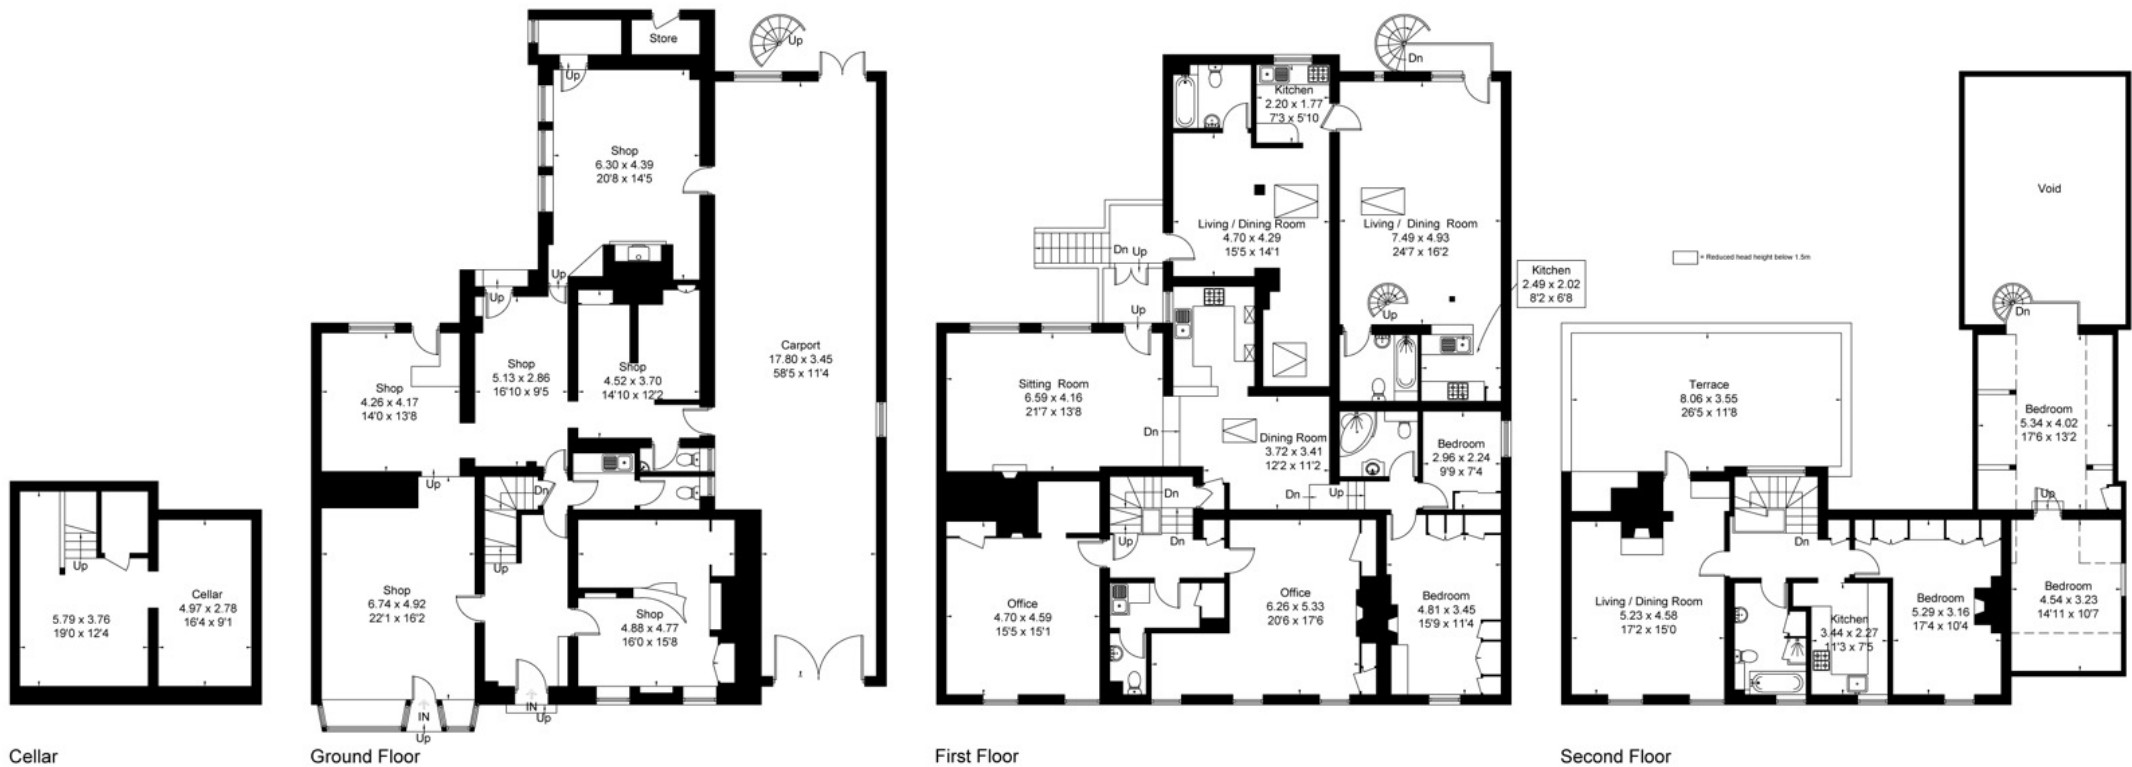 Up
5.79 x 3.76
19'0 x 12'4
Cellar
4.97 x 2.78
16'4 x 9'1
Cellar
Store
Up
Up
Shop
6.30 x 4.39
20'8 x 14'5
Up
Up
Shop
4.26 x 4.17
14'0 x 13'8
Shop
5.13 x 2.86
16'10 x 9'5
Shop
4.52 x 3.70
14'10 x 12'2
Carport
17.80 x 3.45
58'5 x 11'4
Up
Dn
Up
Shop
6.74 x 4.92
22'1 x 16'2
Shop
4.88 x 4.77
16'0 x 15'8
IN
Up
IN
Up
Ground Floor
Dn
Kitchen
2.20 x 1.77
7'3 x 5'10
Living / Dining Room
4.70 x 4.29
15'5 x 14'1
Living / Dining Room
7.49 x 4.93
24'7 x 16'2
Dn
Up
Up
Up
Kitchen
2.49 x 2.02
8'2 x 6'8
Sitting Room
6.59 x 4.16
21'7 x 13'8
Dn
Dining Room
3.72 x 3.41
12'2 x 11'2
Bedroom
2.96 x 2.24
9'9 x 7'4
Dn
Dn
Up
Up
Dn
Office
4.70 x 4.59
15'5 x 15'1
Office
6.26 x 5.33
20'6 x 17'6
Bedroom
4.81 x 3.45
15'9 x 11'4
First Floor
= Reduced head height below 1.5m
Void
Dn
Terrace
8.06 x 3.55
26'5 x 11'8
Bedroom
5.34 x 4.02
17'6 x 13'2
Up
Dn
Living / Dining Room
5.23 x 4.58
17'2 x 15'0
Kitchen
3.44 x 2.27
11'3 x 7'5
Bedroom
5.29 x 3.16
17'4 x 10'4
Bedroom
4.54 x 3.23
14'11 x 10'7
Second Floor